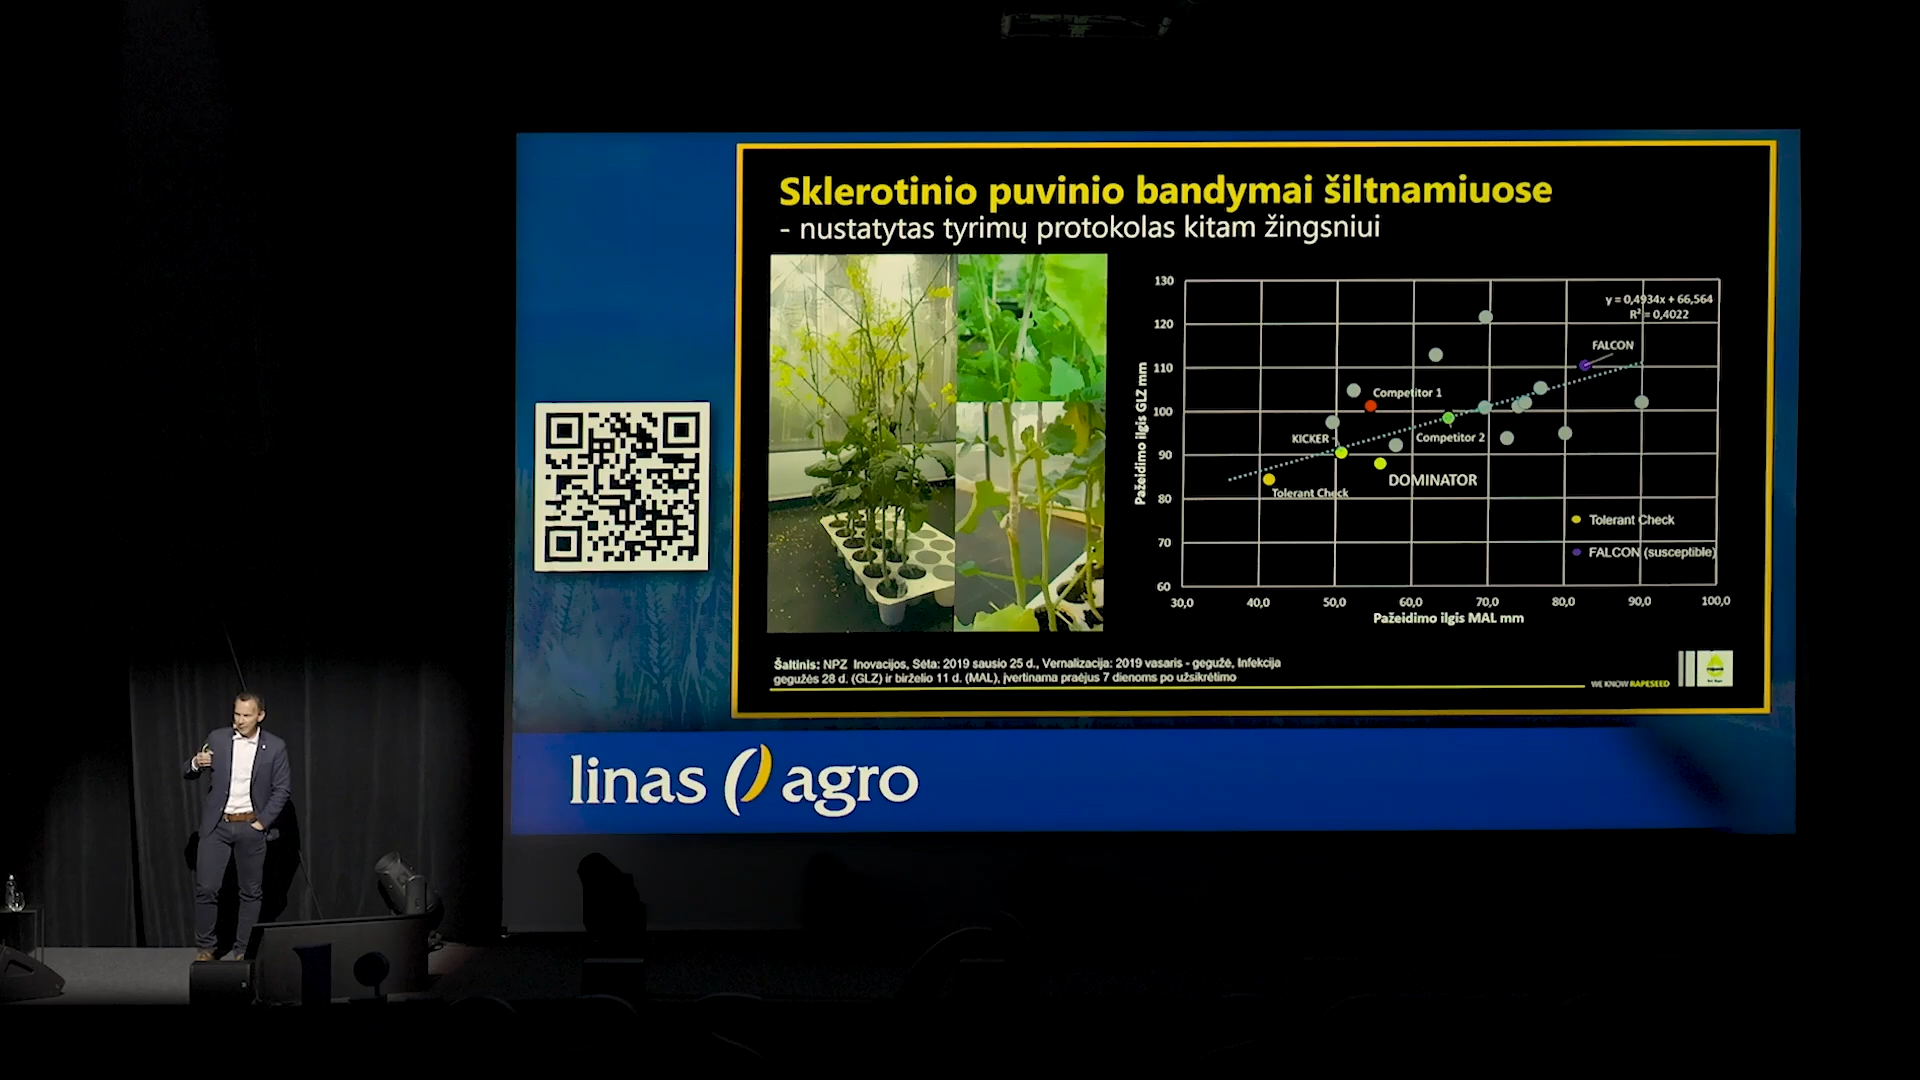 Sklerotinio puvinio bandymai šiltnamiuose
- nustatytas tyrimų protokolas kitam žingsniui
Pažeidimo ilgis GLZ mm
130
120
110
100
90
80
70
60
y = 0,4934x + 66,564
R² = 0,4022
FALCON
Competitor 1
KICKER
Competitor 2
DOMINATOR
Tolerant Check
Tolerant Check
FALCON (susceptible)
30,0 40,0 50,0 60,0 70,0 80,0 90,0 100,0
Pažeidimo ilgis MAL mm
Šaltinis: NPZ Inovacijos, Sėta: 2019 sausio 25 d., Vernalizacija: 2019 vasaris - gegužė, Infekcija
gegužės 28 d. (GLZ) ir birželio 11 d. (MAL), įvertinama praėjus 7 dienoms po užsikrėtimo
WE KNOW RAPESEED
linas agro